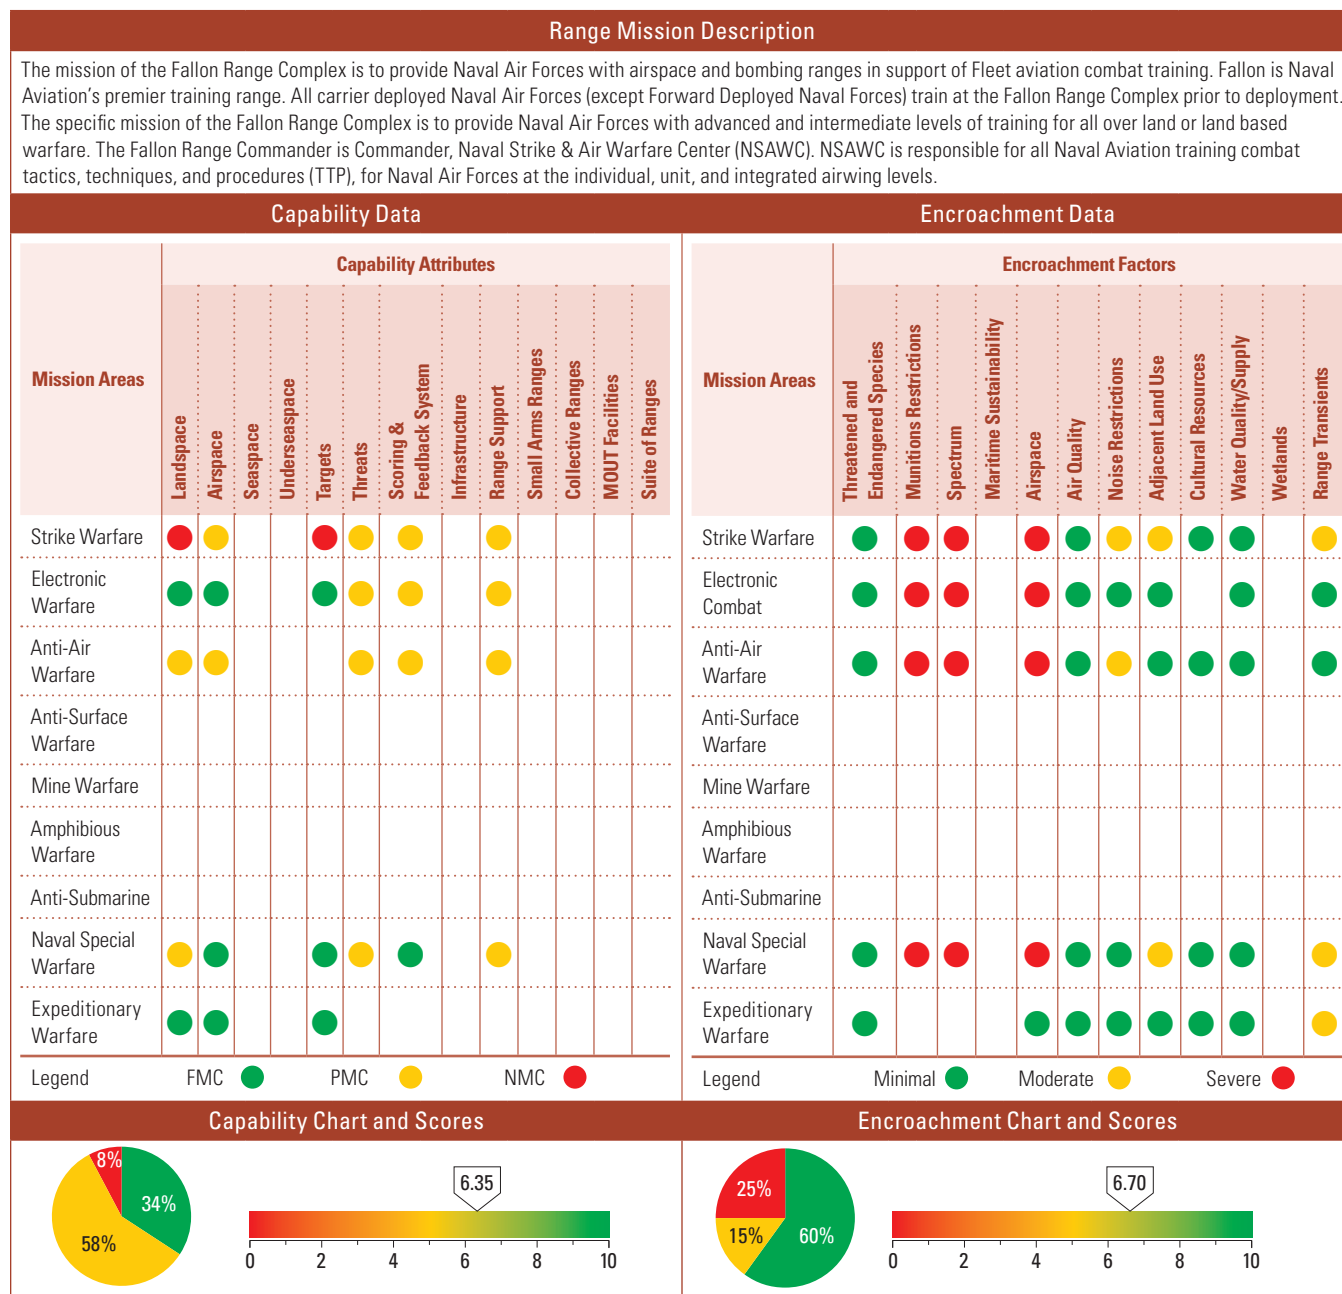 Range Mission Description
The mission of the Fallon Range Complex is to provide Naval Air Forces with airspace and bombing ranges in support of Fleet aviation combat training. Fallon is Naval
Aviation's premier training range. All carrier deployed Naval Air Forces (except Forward Deployed Naval Forces) train at the Fallon Range Complex prior to deployment.
The specific mission of the Fallon Range Complex is to provide Naval Air Forces with advanced and intermediate levels of training for all over land or land based
warfare. The Fallon Range Commander is Commander, Naval Strike & Air Warfare Center (NSAWC). NSAWC is responsible for all Naval Aviation training combat
tactics, techniques, and procedures (TTP), for Naval Air Forces at the individual, unit, and integrated airwing levels.
Capability Data
Mission Areas
Capability Attributes
Landspace
Airspace
Seaspace
Underseaspace
Targets
Threats
Scoring &
Feedback System
Infrastructure
Range Support
Small Arms Ranges
Collective Ranges
MOUT Facilities
Suite of Ranges
Strike Warfare
Electronic
Warfare
Anti-Air
Warfare
Anti-Surface
Warfare
Mine Warfare
Amphibious
Warfare
Anti-Submarine
Naval Special
Warfare
Expeditionary
Warfare
Legend FMC PMC NMC
Encroachment Data
Mission Areas
Encroachment Factors
Threatened and
Endangered Species
Munitions Restrictions
Spectrum
Maritime Sustainability
Airspace
Air Quality
Noise Restrictions
Adjacent Land Use
Cultural Resources
Water Quality/Supply
Wetlands
Range Transients
Strike Warfare
Electronic
Combat
Anti-Air
Warfare
Anti-Surface
Warfare
Mine Warfare
Amphibious
Warfare
Anti-Submarine
Naval Special
Warfare
Expeditionary
Warfare
Legend Minimal Moderate Severe
Capability Chart and Scores
8%
34%
58%
6.35
0 2 4 6 8 10
Encroachment Chart and Scores
25%
15%
60%
6.70
0 2 4 6 8 10